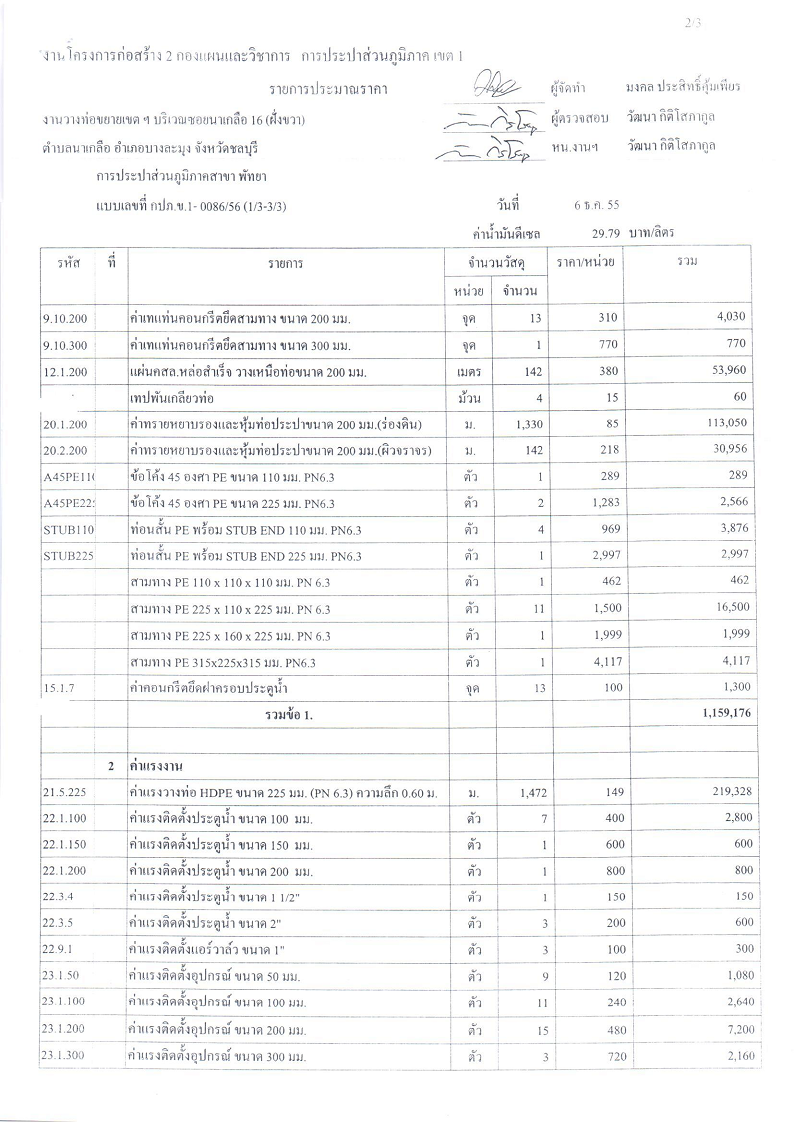 2/3
งานโครงการก่อสร้าง 2 กองแผนและวิชาการ การประปาส่วนภูมิภาค เขต 1
รายการประมาณราคา ผู้จัดทำ มงคล ประสิทธิ์คุ้มเพียร
งานวางท่อขยายเขต ฯ บริเวณซอยนาเกลือ 16 (ฝั่งขวา) ผู้ตรวจสอบ วัฒนา กิติโสภากูล
ตำบลนาเกลือ อำเภอบางละมุง จังหวัดชลบุรี หน.งานฯ วัฒนา กิติโสภากูล
การประปาส่วนภูมิภาคสาขา พัทยา
แบบเลขที่ กปภ.ข.1- 0086/56 (1/3-3/3) วันที่ 6 ธ.ค. 55
ค่าน้ำมันดีเซล 29.79 บาท/ลิตร
รหัส ที่ รายการ จำนวนวัสดุ ราคา/หน่วย รวม
หน่วย จำนวน
9.10.200 ค่าเทแท่นคอนกรีตยึดสามทาง ขนาด 200 มม. จุด 13 310 4,030
9.10.300 ค่าเทแท่นคอนกรีตยึดสามทาง ขนาด 300 มม. จุด 1 770 770
12.1.200 แผ่นคสล.หล่อสำเร็จ วางเหนือท่อขนาด 200 มม. เมตร 142 380 53,960
เทปพันเกลียวท่อ ม้วน 4 15 60
20.1.200 ค่าทรายหยาบรองและหุ้มท่อประปาขนาด 200 มม.(ร่องดิน) ม. 1,330 85 113,050
20.2.200 ค่าทรายหยาบรองและหุ้มท่อประปาขนาด 200 มม.(ผิวจราจร) ม. 142 218 30,956
A45PE110 ข้อโค้ง 45 องศา PE ขนาด 110 มม. PN6.3 ตัว 1 289 289
A45PE225 ข้อโค้ง 45 องศา PE ขนาด 225 มม. PN6.3 ตัว 2 1,283 2,566
STUB110 ท่อนสั้น PE พร้อม STUB END 110 มม. PN6.3 ตัว 4 969 3,876
STUB225 ท่อนสั้น PE พร้อม STUB END 225 มม. PN6.3 ตัว 1 2,997 2,997
สามทาง PE 110 x 110 x 110 มม. PN 6.3 ตัว 1 462 462
สามทาง PE 225 x 110 x 225 มม. PN 6.3 ตัว 11 1,500 16,500
สามทาง PE 225 x 160 x 225 มม. PN 6.3 ตัว 1 1,999 1,999
สามทาง PE 315x225x315 มม. PN6.3 ตัว 1 4,117 4,117
15.1.7 ค่าคอนกรีตยึดฝาครอบประตูน้ำ จุด 13 100 1,300
รวมข้อ 1. 1,159,176
2 ค่าแรงงาน
21.5.225 ค่าแรงวางท่อ HDPE ขนาด 225 มม. (PN 6.3) ความลึก 0.60 ม. ม. 1,472 149 219,328
22.1.100 ค่าแรงติดตั้งประตูน้ำ ขนาด 100 มม. ตัว 7 400 2,800
22.1.150 ค่าแรงติดตั้งประตูน้ำ ขนาด 150 มม. ตัว 1 600 600
22.1.200 ค่าแรงติดตั้งประตูน้ำ ขนาด 200 มม. ตัว 1 800 800
22.3.4 ค่าแรงติดตั้งประตูน้ำ ขนาด 1 1/2" ตัว 1 150 150
22.3.5 ค่าแรงติดตั้งประตูน้ำ ขนาด 2" ตัว 3 200 600
22.9.1 ค่าแรงติดตั้งแอร์วาล์ว ขนาด 1" ตัว 3 100 300
23.1.50 ค่าแรงติดตั้งอุปกรณ์ ขนาด 50 มม. ตัว 9 120 1,080
23.1.100 ค่าแรงติดตั้งอุปกรณ์ ขนาด 100 มม. ตัว 11 240 2,640
23.1.200 ค่าแรงติดตั้งอุปกรณ์ ขนาด 200 มม. ตัว 15 480 7,200
23.1.300 ค่าแรงติดตั้งอุปกรณ์ ขนาด 300 มม. ตัว 3 720 2,160